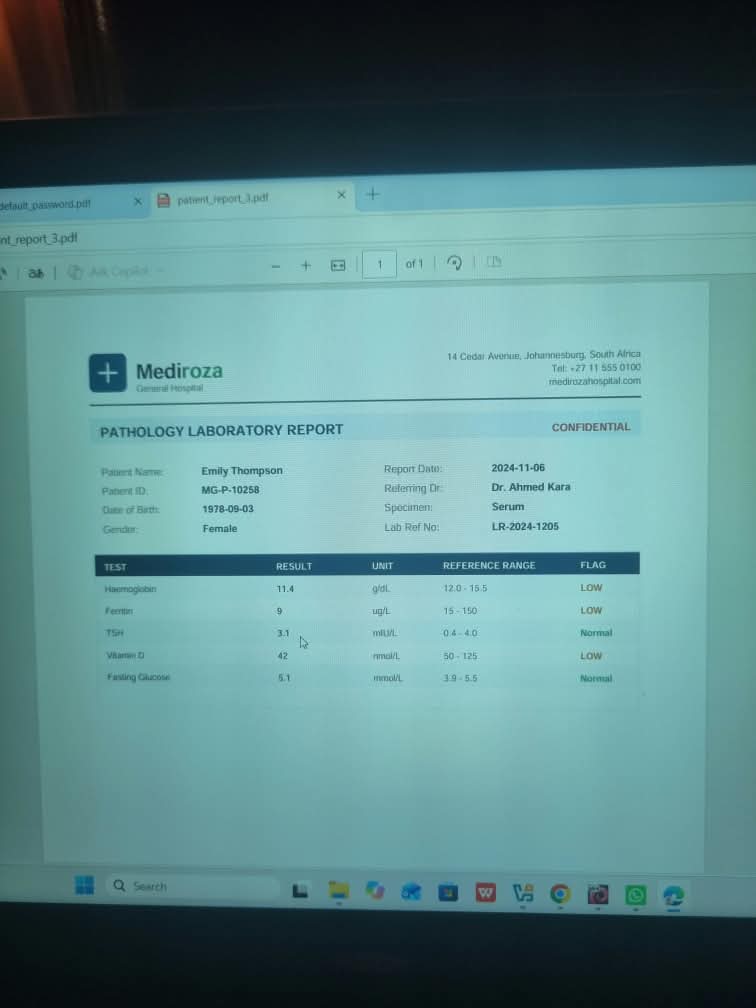 default_password.pdf
patient_report_3.pdf
nt_report_3.pdf
Ask Copilot
1 of 1
Mediroza
General Hospital
14 Cedar Avenue, Johannesburg, South Africa
Tel: +27 11 555 0100
medirozahospital.com
PATHOLOGY LABORATORY REPORT CONFIDENTIAL
Patient Name: Emily Thompson Report Date: 2024-11-06
Patient ID: MG-P-10258 Referring Dr: Dr. Ahmed Kara
Date of Birth: 1978-09-03 Specimen: Serum
Gender: Female Lab Ref No: LR-2024-1205
TEST RESULT UNIT REFERENCE RANGE FLAG
Haemoglobin 11.4 g/dL 12.0 - 15.5 LOW
Ferritin 9 ug/L 15 - 150 LOW
TSH 3.1 mIU/L 0.4 - 4.0 Normal
Vitamin D 42 nmol/L 50 - 125 LOW
Fasting Glucose 5.1 mmol/L 3.9 - 5.5 Normal
Search